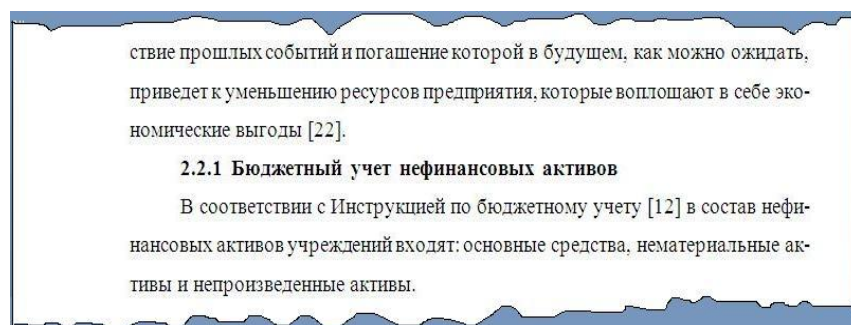 ствие прошлых событий и погашение которой в будущем, как можно ожидать,
приведет к уменьшению ресурсов предприятия, которые воплощают в себе эко-
номические выгоды [22].
2.2.1 Бюджетный учет нефинансовых активов
В соответствии с Инструкцией по бюджетному учету [12] в состав нефи-
нансовых активов учреждений входят: основные средства, нематериальные ак-
тивы и непроизведенные активы.